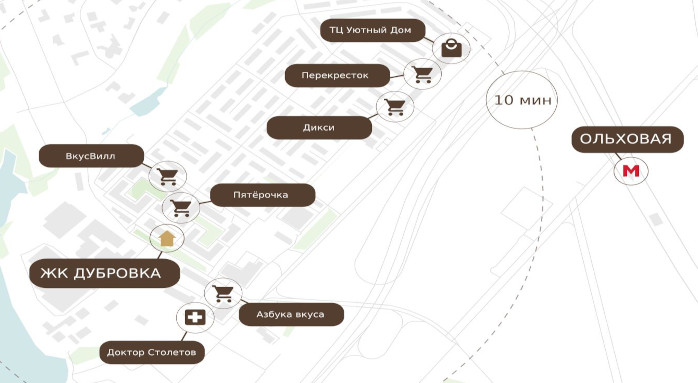 ТЦ Уютный Дом
Перекресток
10 мин
Дикси
ОЛЬХОВАЯ
ВкусВилл
М
Пятёрочка
ЖК ДУБРОВКА
Азбука вкуса
Доктор Столетов